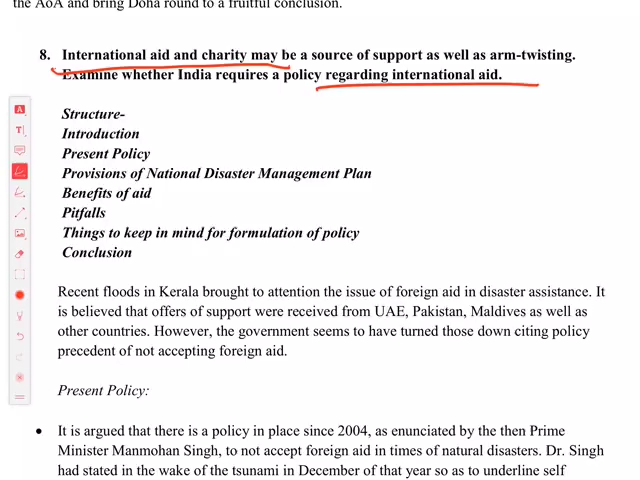 the AoA and bring Doha round to a fruitful conclusion.
8. International aid and charity may be a source of support as well as arm-twisting.
Examine whether India requires a policy regarding international aid.
Structure-
Introduction
Present Policy
Provisions of National Disaster Management Plan
Benefits of aid
Pitfalls
Things to keep in mind for formulation of policy
Conclusion
Recent floods in Kerala brought to attention the issue of foreign aid in disaster assistance. It
is believed that offers of support were received from UAE, Pakistan, Maldives as well as
other countries. However, the government seems to have turned those down citing policy
precedent of not accepting foreign aid.
Present Policy:
• It is argued that there is a policy in place since 2004, as enunciated by the then Prime
Minister Manmohan Singh, to not accept foreign aid in times of natural disasters. Dr. Singh
had stated in the wake of the tsunami in December of that year so as to underline self